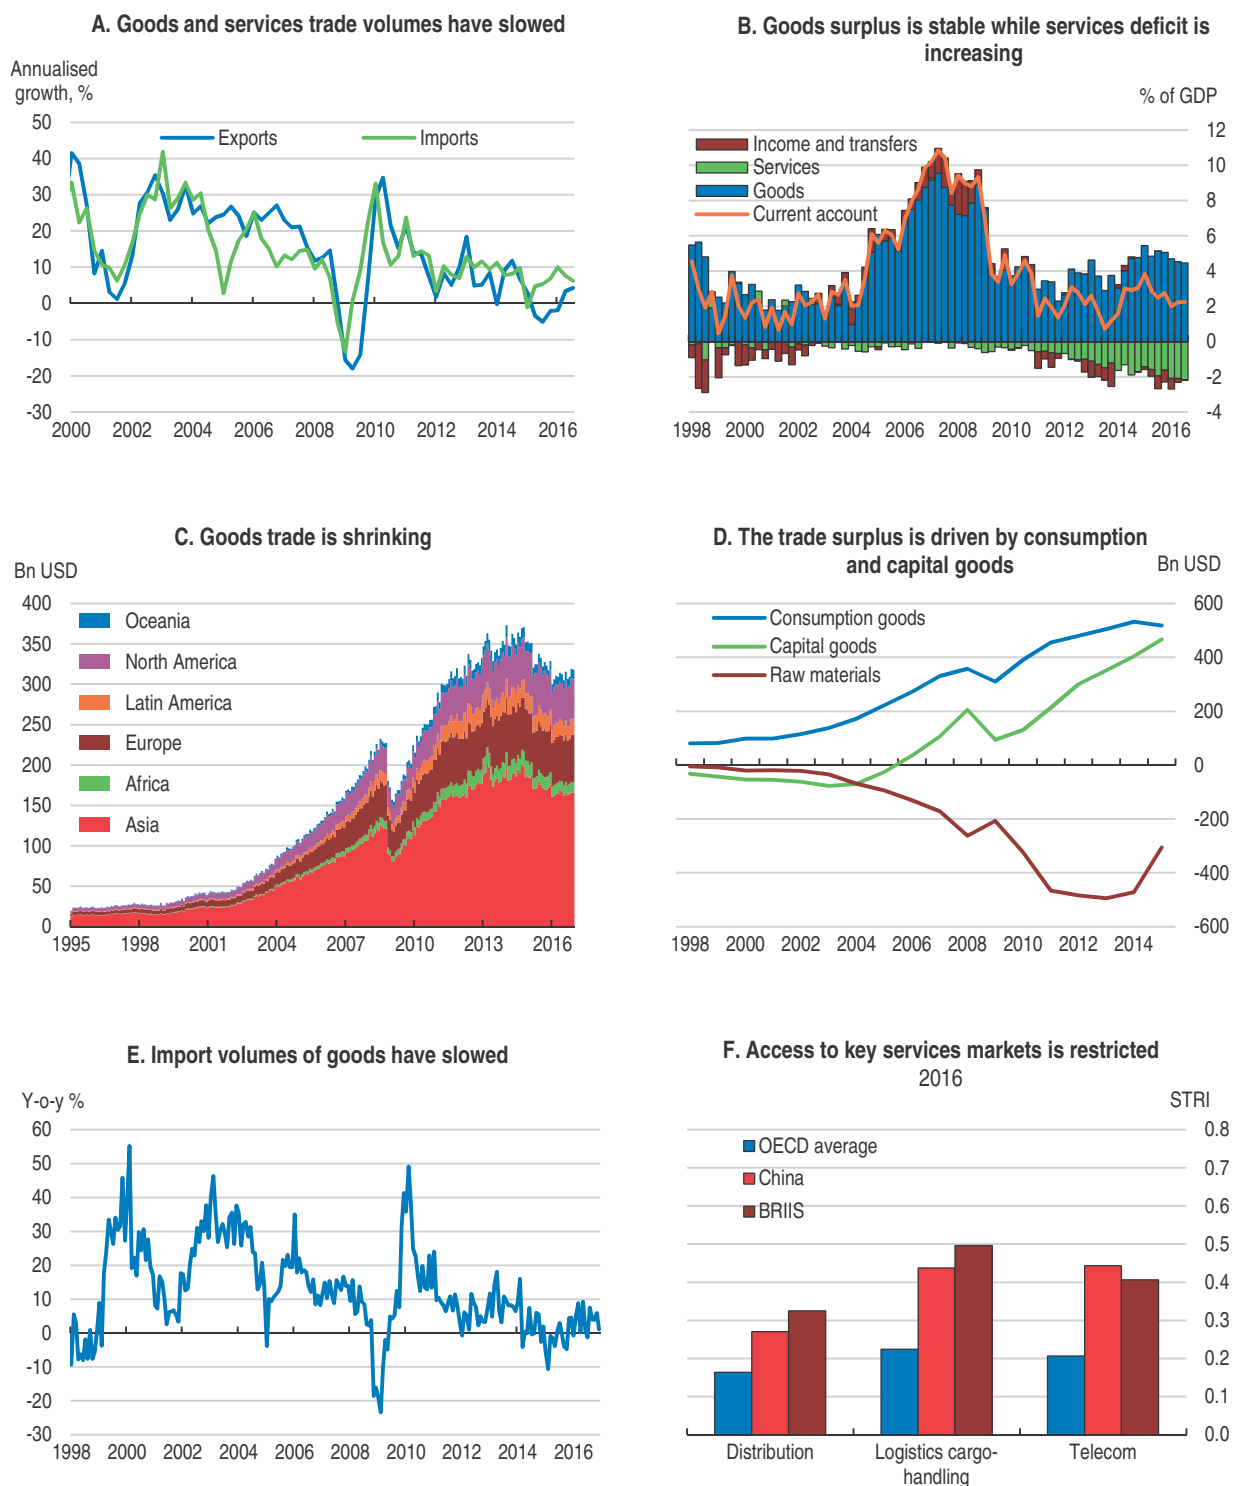 A. Goods and services trade volumes have slowed
Annualised
growth, %
50
40
30
20
10
0
-10
-20
-30
Exports
Imports
2000 2002 2004 2006 2008 2010 2012 2014 2016
B. Goods surplus is stable while services deficit is
increasing
% of GDP
12
10
8
6
4
2
0
-2
-4
Income and transfers
Services
Goods
Current account
1998 2000 2002 2004 2006 2008 2010 2012 2014 2016
C. Goods trade is shrinking
Bn USD
400
350
300
250
200
150
100
50
0
Oceania
North America
Latin America
Europe
Africa
Asia
1995 1998 2001 2004 2007 2010 2013 2016
D. The trade surplus is driven by consumption
and capital goods
Bn USD
600
400
200
0
-200
-400
-600
Consumption goods
Capital goods
Raw materials
1998 2000 2002 2004 2006 2008 2010 2012 2014
E. Import volumes of goods have slowed
Y-o-y %
60
50
40
30
20
10
0
-10
-20
-30
1998 2000 2002 2004 2006 2008 2010 2012 2014 2016
F. Access to key services markets is restricted
2016
STRI
0.8
0.7
0.6
0.5
0.4
0.3
0.2
0.1
0.0
OECD average
China
BRIIS
Distribution
Logistics cargo-
handling
Telecom